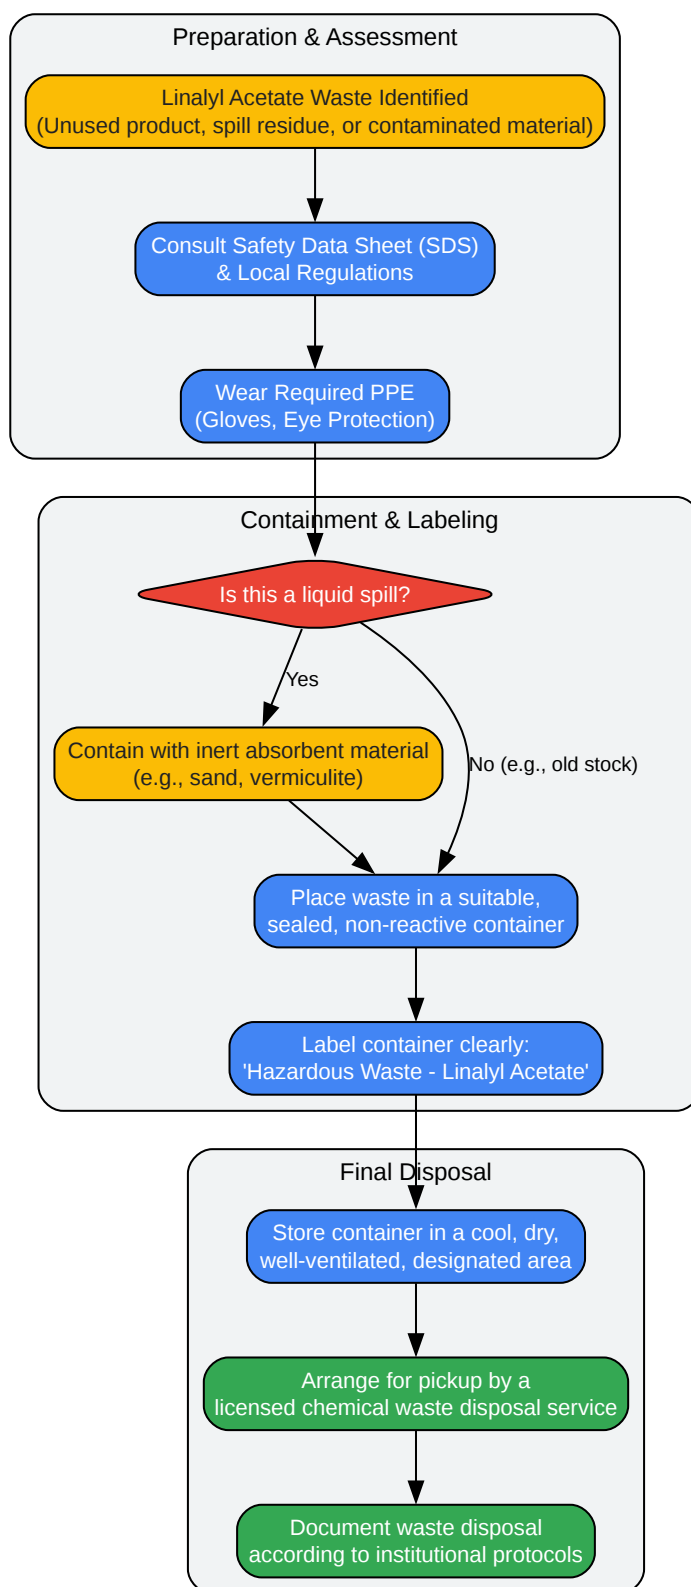 Preparation & Assessment
Linalyl Acetate Waste Identified
(Unused product, spill residue, or contaminated material)
Consult Safety Data Sheet (SDS)
& Local Regulations
Wear Required PPE
(Gloves, Eye Protection)
Containment & Labeling
Is this a liquid spill?
Yes
Contain with inert absorbent material
(e.g., sand, vermiculite)
No (e.g., old stock)
Place waste in a suitable,
sealed, non-reactive container
Label container clearly:
'Hazardous Waste - Linalyl Acetate'
Final Disposal
Store container in a cool, dry,
well-ventilated, designated area
Arrange for pickup by a
licensed chemical waste disposal service
Document waste disposal
according to institutional protocols